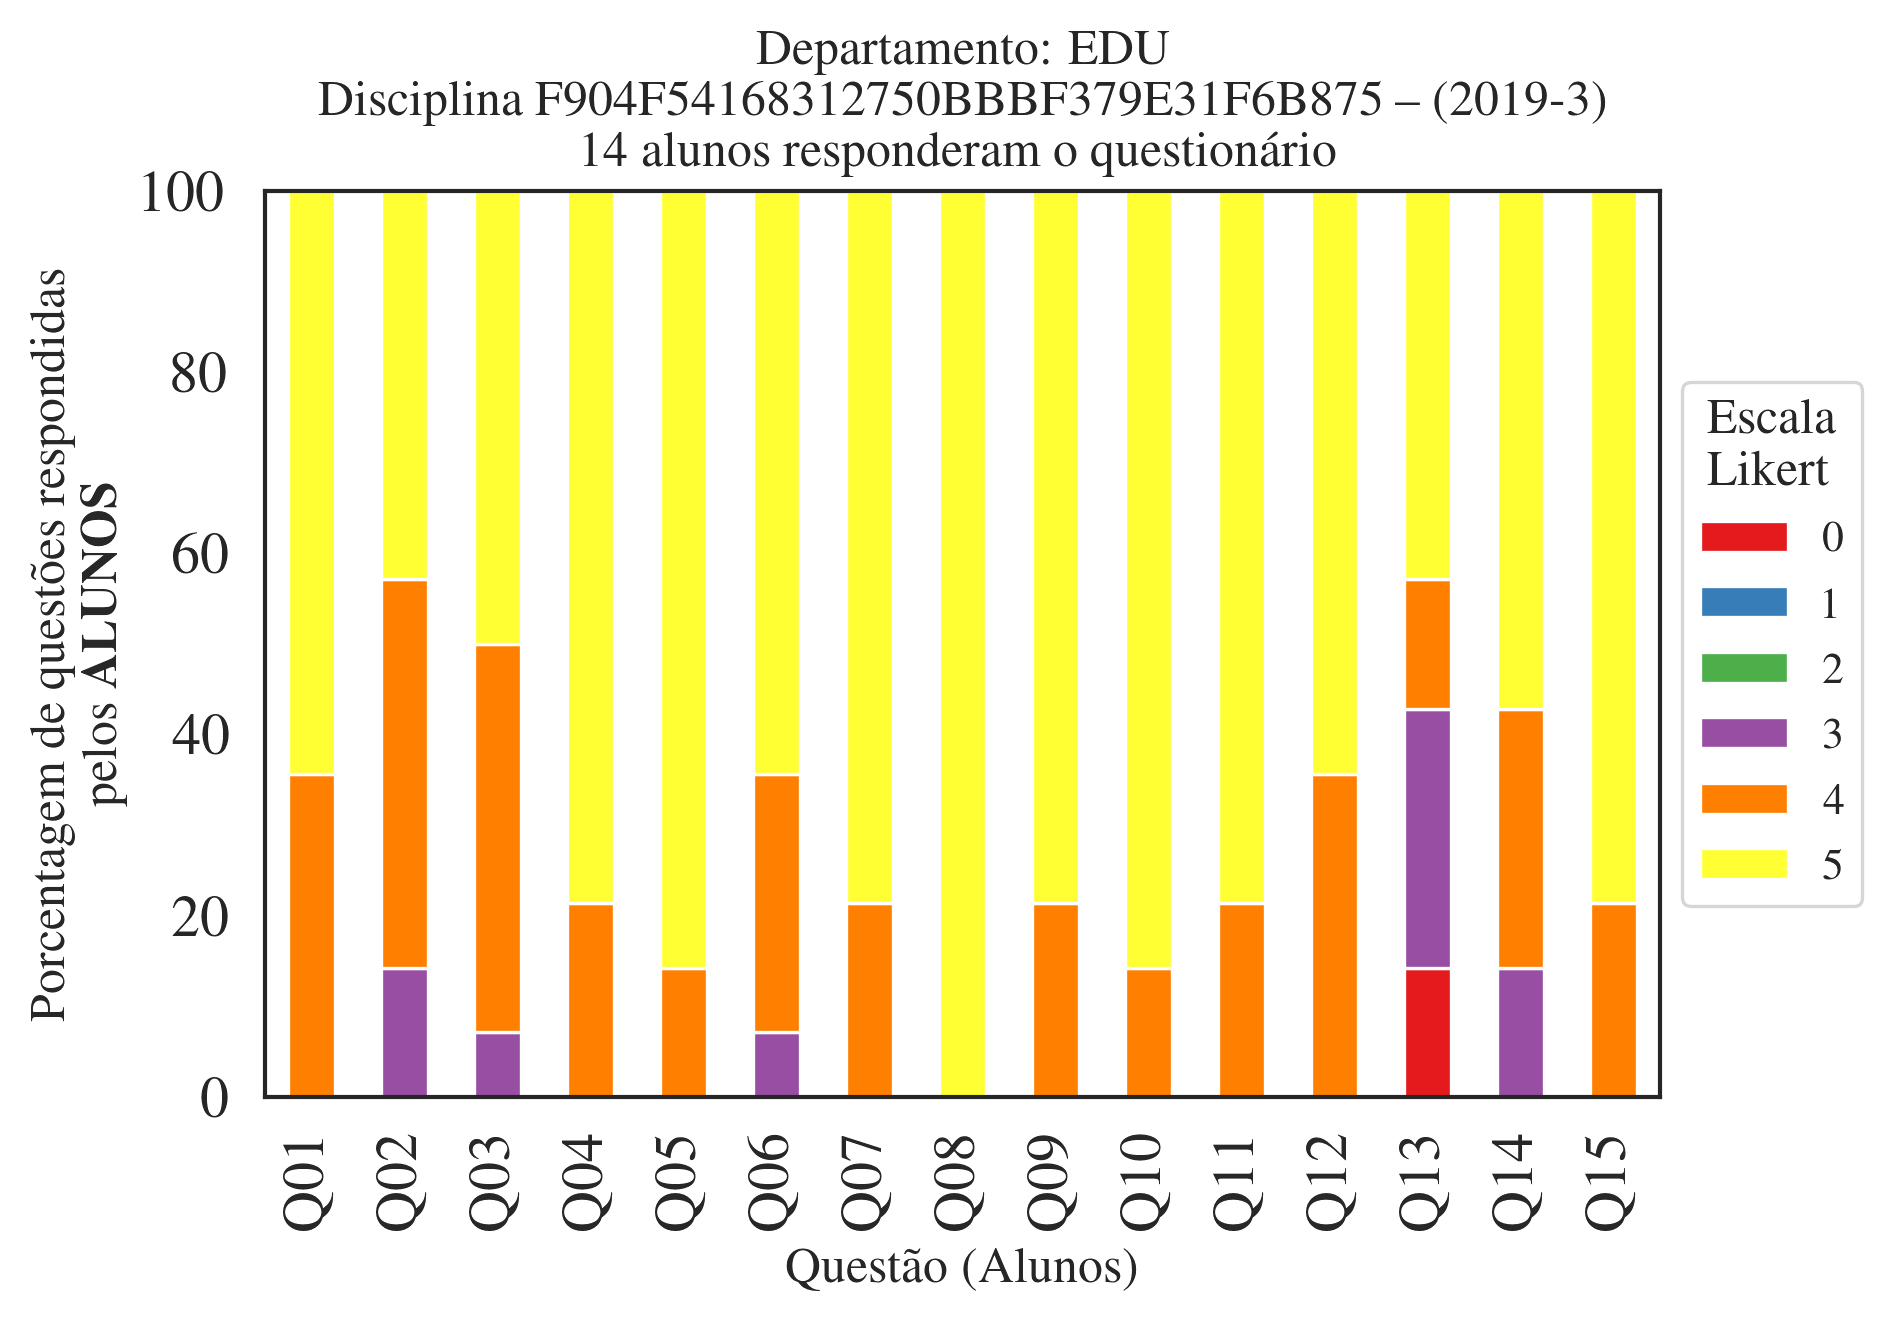 Departamento: EDU
Disciplina F904F54168312750BBBF379E31F6B875 – (2019-3)
14 alunos responderam o questionário
Porcentagem de questões respondidas
pelos ALUNOS
100
80
60
40
20
0
Q01
Q02
Q03
Q04
Q05
Q06
Q07
Q08
Q09
Q10
Q11
Q12
Q13
Q14
Q15
Questão (Alunos)
Escala
Likert
0
1
2
3
4
5